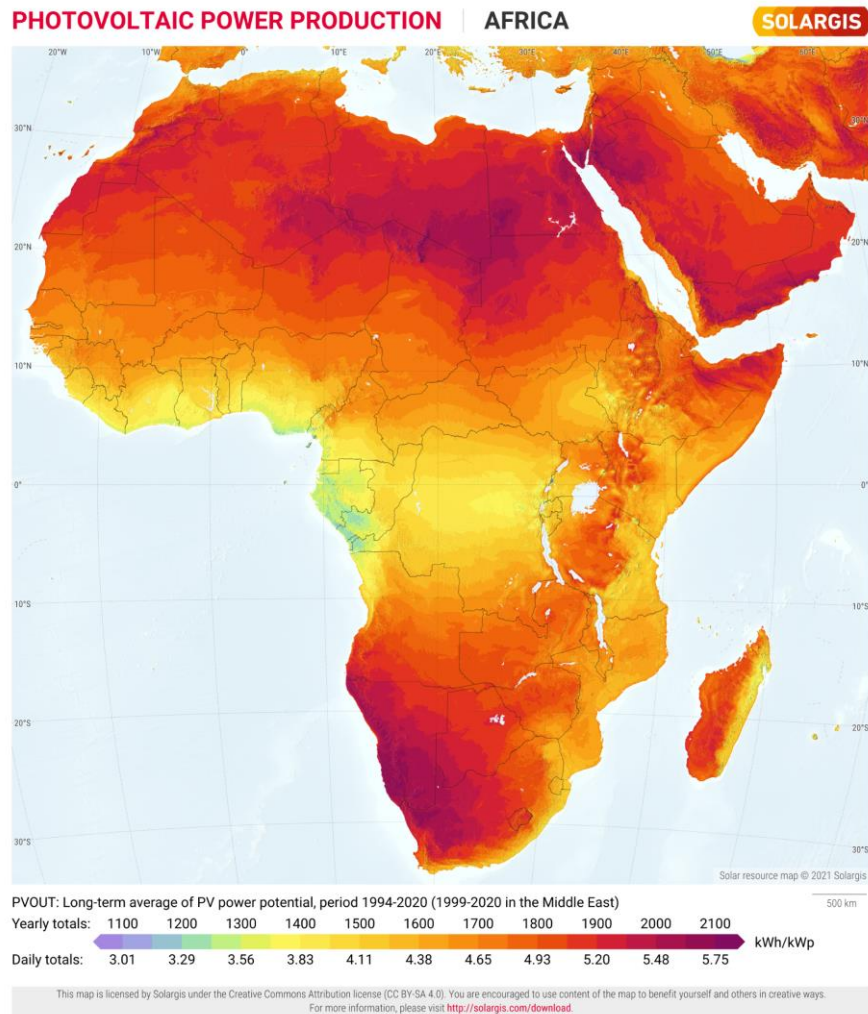 PHOTOVOLTAIC POWER PRODUCTION AFRICA SOLARGIS
20°W 10°W 0° 10°E 20°E 30°E 40°E 50°E 60°E
30°N 30°N
20°N 20°N
10°N 10°N
0° 0°
10°S 10°S
20°S 20°S
30°S 30°S
Solar resource map © 2021 Solargis
PVOUT: Long-term average of PV power potential, period 1994-2020 (1999-2020 in the Middle East)
500 km
Yearly totals: 1100 1200 1300 1400 1500 1600 1700 1800 1900 2000 2100
kWh/kWp
Daily totals: 3.01 3.29 3.56 3.83 4.11 4.38 4.65 4.93 5.20 5.48 5.75
This map is licensed by Solargis under the Creative Commons Attribution license (CC BY-SA 4.0). You are encouraged to use content of the map to benefit yourself and others in creative ways.
For more information, please visit http://solargis.com/download.